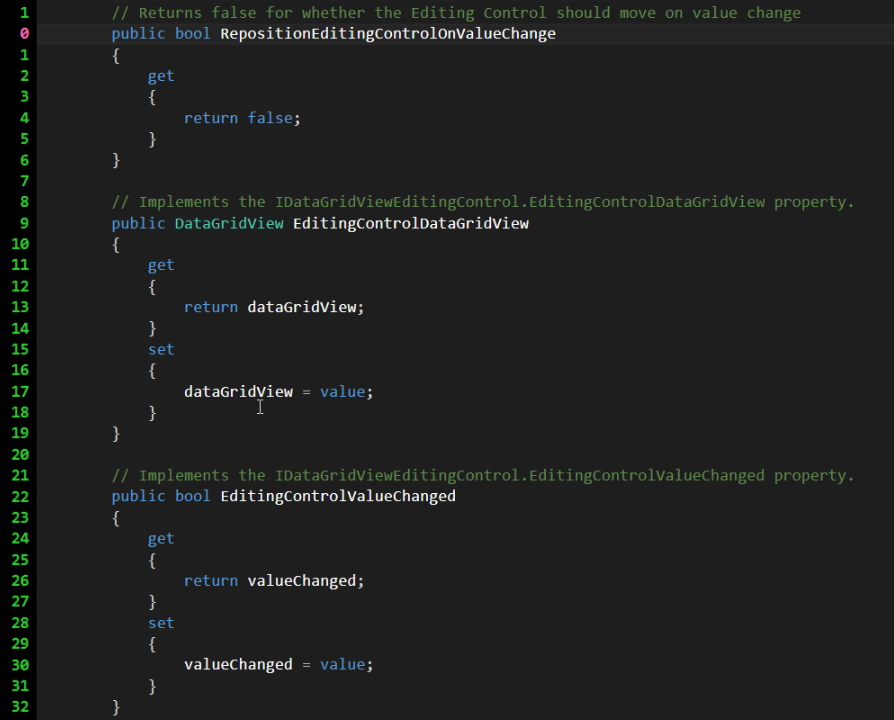 1 // Returns false for whether the Editing Control should move on value change
0 public bool RepositionEditingControlOnValueChange
1 {
2 get
3 {
4 return false;
5 }
6 }
7
8 // Implements the IDataGridViewEditingControl.EditingControlDataGridView property.
9 public DataGridView EditingControlDataGridView
10 {
11 get
12 {
13 return dataGridView;
14 }
15 set
16 {
17 dataGridView = value;
18 }
19 }
20
21 // Implements the IDataGridViewEditingControl.EditingControlValueChanged property.
22 public bool EditingControlValueChanged
23 {
24 get
25 {
26 return valueChanged;
27 }
28 set
29 {
30 valueChanged = value;
31 }
32 }